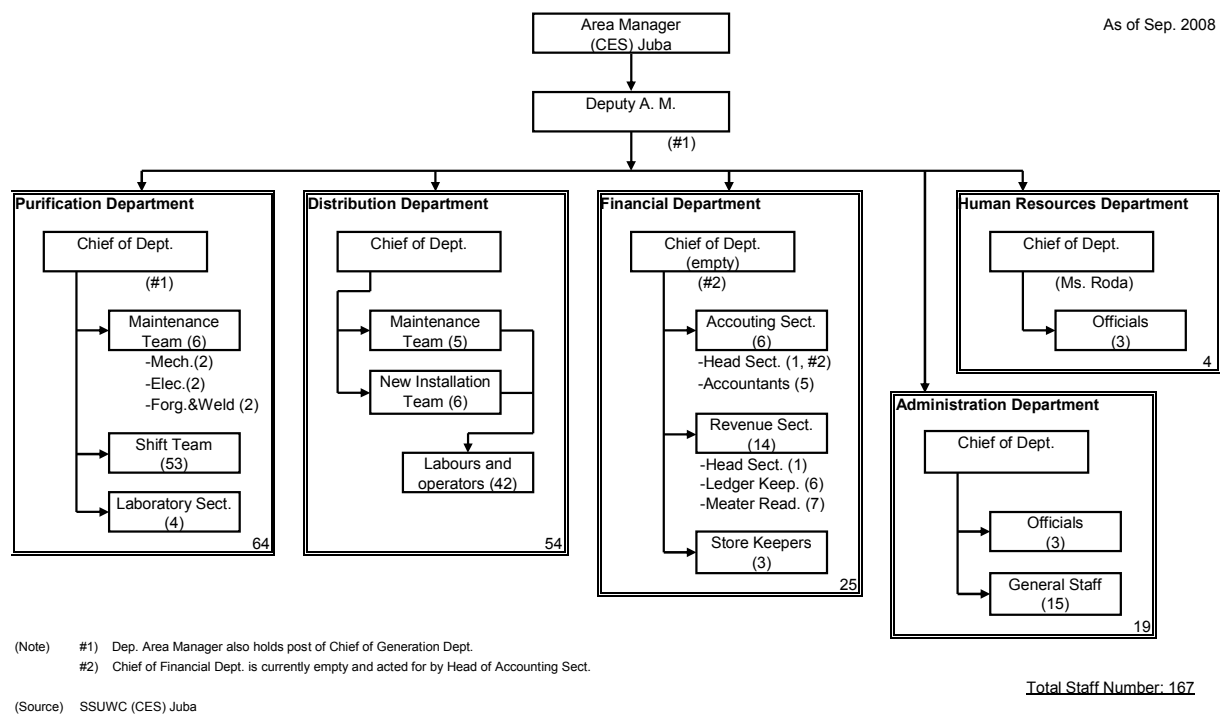 As of Sep. 2008
Area Manager
(CES) Juba
Deputy A. M.
(#1)
Purification Department
Chief of Dept.
(#1)
Maintenance
Team (6)
-Mech.(2)
-Elec.(2)
-Forg.&Weld (2)
Shift Team
(53)
Laboratory Sect.
(4)
64
Distribution Department
Chief of Dept.
Maintenance
Team (5)
New Installation
Team (6)
Labours and
operators (42)
54
Financial Department
Chief of Dept.
(empty)
(#2)
Accouting Sect.
(6)
-Head Sect. (1, #2)
-Accountants (5)
Revenue Sect.
(14)
-Head Sect. (1)
-Ledger Keep. (6)
-Meater Read. (7)
Store Keepers
(3)
25
Human Resources Department
Chief of Dept.
(Ms. Roda)
Officials
(3)
4
Administration Department
Chief of Dept.
Officials
(3)
General Staff
(15)
19
(Note) #1) Dep. Area Manager also holds post of Chief of Generation Dept.
#2) Chief of Financial Dept. is currently empty and acted for by Head of Accounting Sect.
Total Staff Number: 167
(Source) SSUWC (CES) Juba